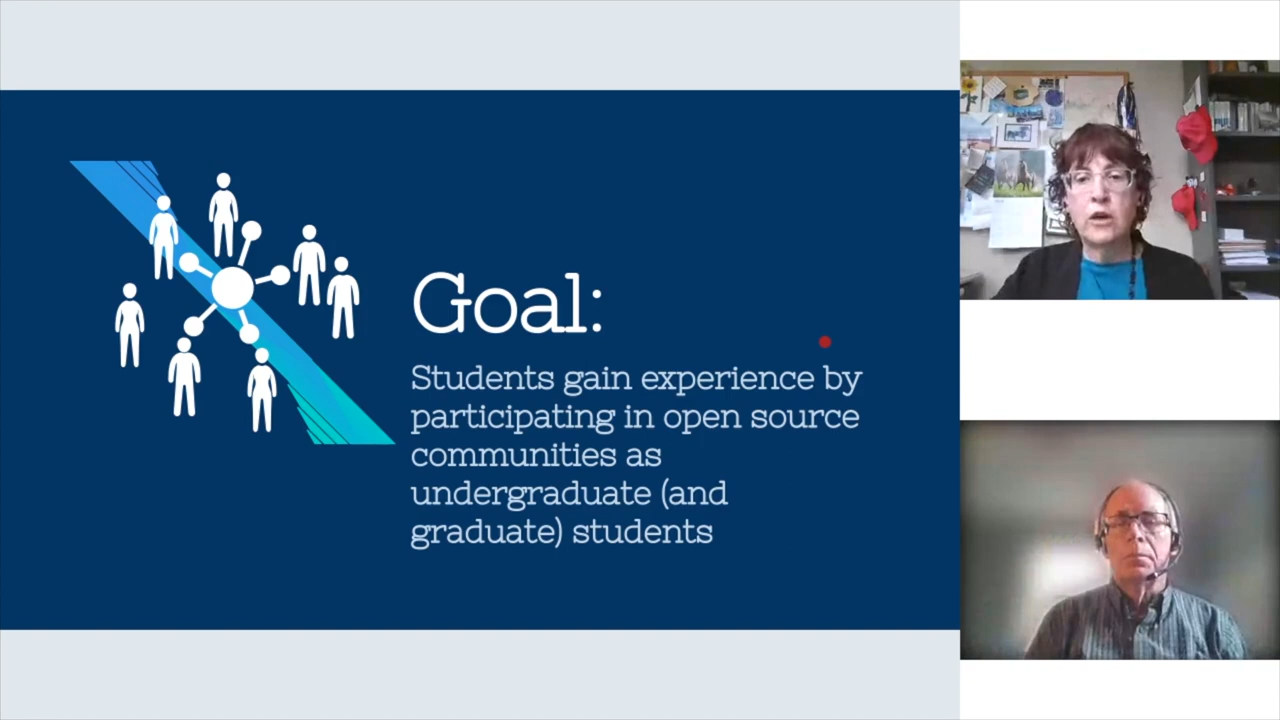 Goal:
Students gain experience by
participating in open source
communities as
undergraduate (and
graduate) students